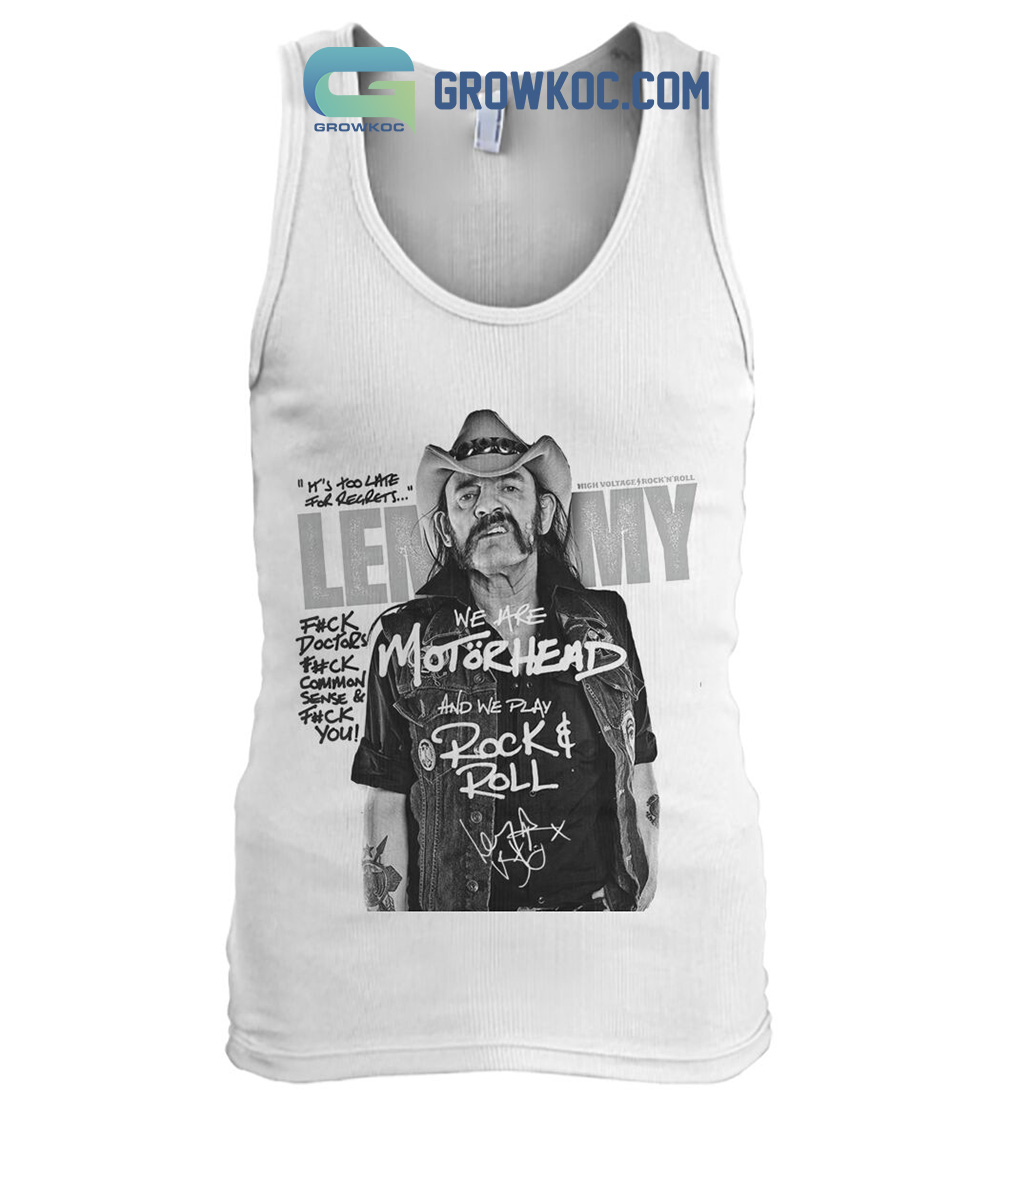 GROWKOC.COM
GROWKOC
"IT'S TOO LATE
FOR REGRETS..."
HIGH VOLTAGE ROCK'N'ROLL
LEMMY
F#CK
DOCTORS
F#CK
COMMON
SENSE &
F#CK
YOU!
WE ARE
MOTÖRHEAD
AND WE PLAY
ROCK &
ROLL